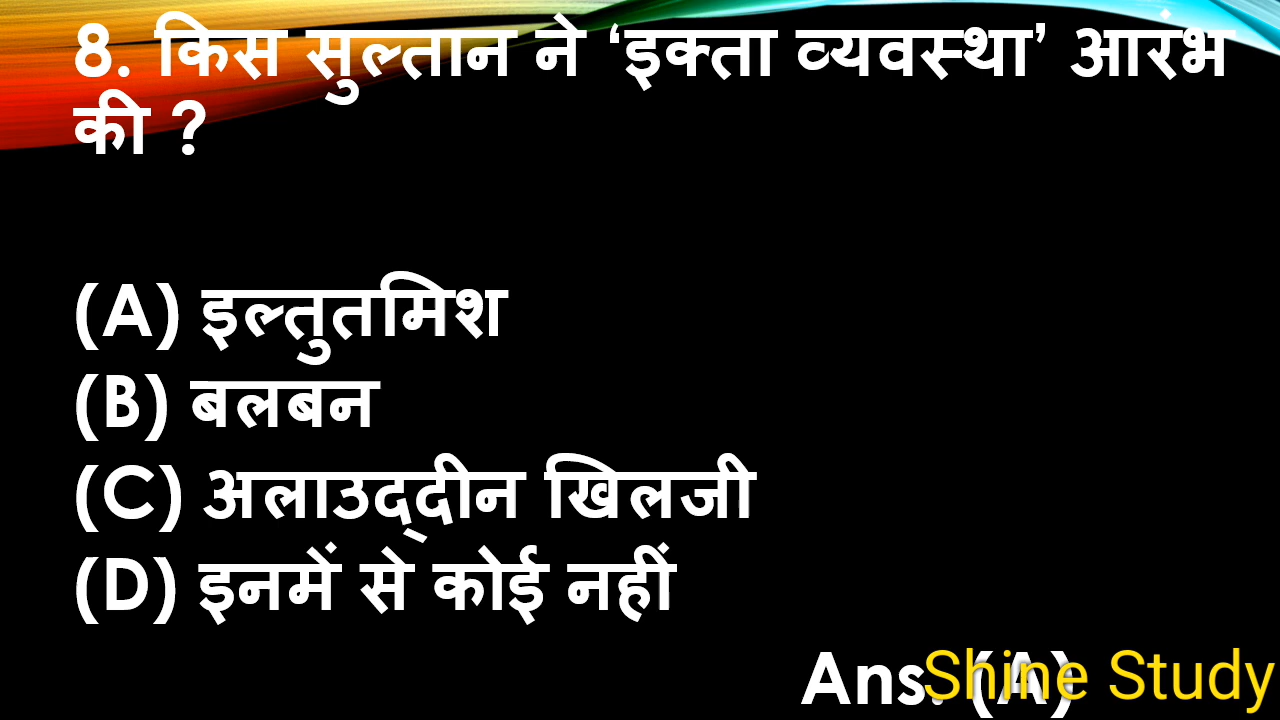 8. किस सुल्तान ने ‘इक्ता व्यवस्था’ आरभ
की ?
(A) इल्तुतमिश
(B) बलबन
(C) अलाउद्दीन खिलजी
(D) इनमें से कोई नहीं
Ans. (A)
Shine Study